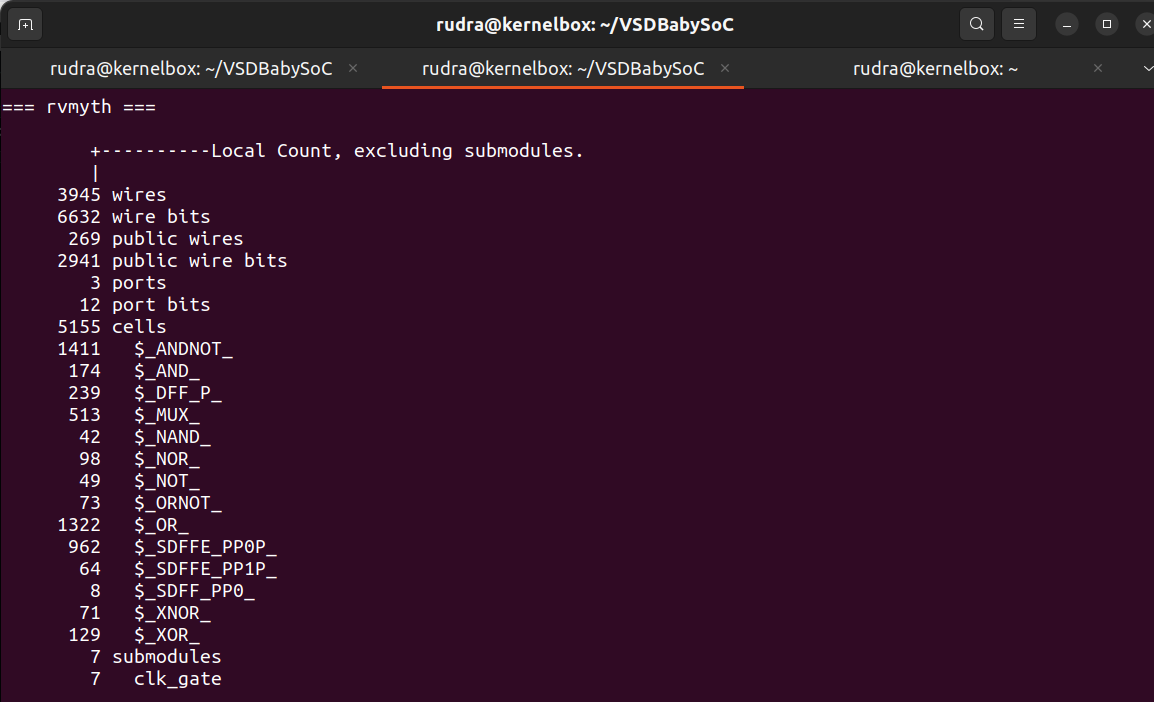 rudra@kernelbox: ~/VSDBabySoC
rudra@kernelbox: ~/VSDBabySoC × rudra@kernelbox: ~/VSDBabySoC × rudra@kernelbox: ~ ×
=== rvmyth ===
+----------Local Count, excluding submodules.
|
3945 wires
6632 wire bits
269 public wires
2941 public wire bits
3 ports
12 port bits
5155 cells
1411 $_ANDNOT_
174 $_AND_
239 $_DFF_P_
513 $_MUX_
42 $_NAND_
98 $_NOR_
49 $_NOT_
73 $_ORNOT_
1322 $_OR_
962 $_SDFFE_PP0P_
64 $_SDFFE_PP1P_
8 $_SDFF_PP0_
71 $_XNOR_
129 $_XOR_
7 submodules
7 clk_gate